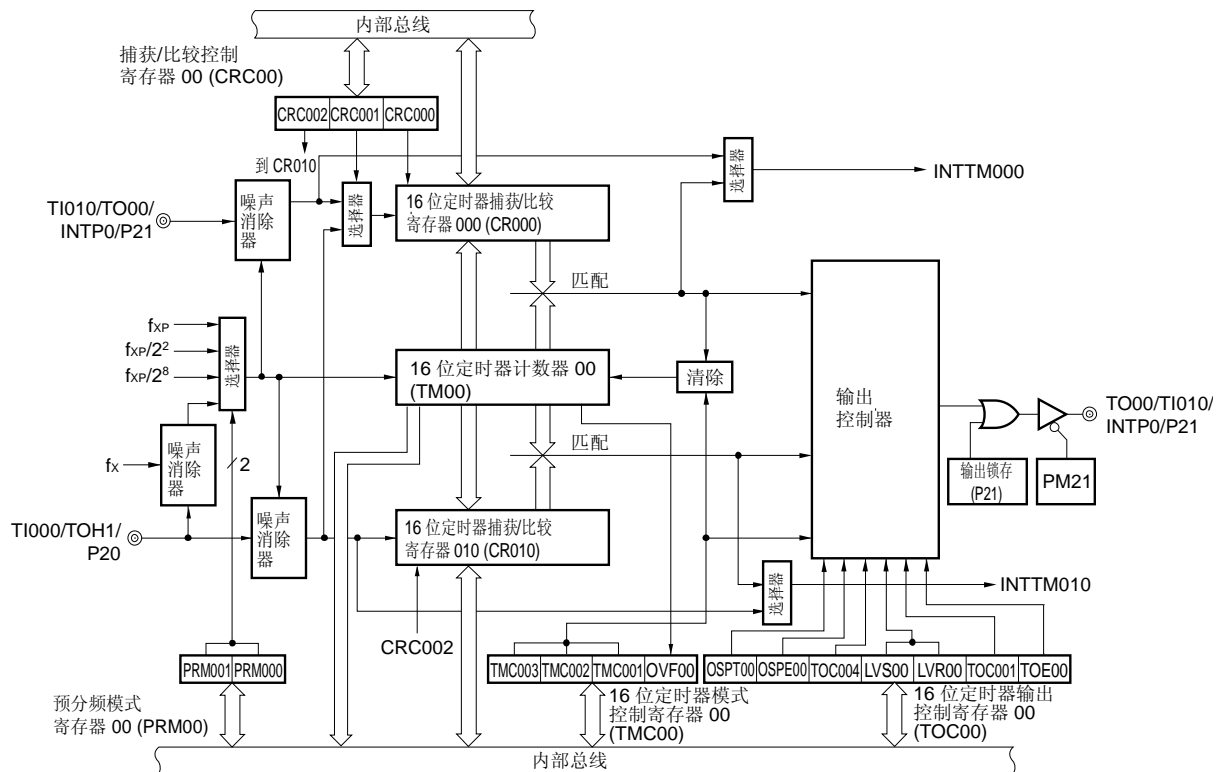 内部总线
捕获/比较控制
寄存器 00 (CRC00)
CRC002 CRC001 CRC000
到 CR010
选择器
INTTM000
TI010/TO00/
INTP0/P21
噪声
消除
器
选择器
16 位定时器捕获/比较
寄存器 000 (CR000)
匹配
fXP
fXP/2²
fXP/2⁸
选择器
16 位定时器计数器 00
(TM00)
清除
输出
控制器
TO00/TI010/
INTP0/P21
匹配
输出锁存
(P21)
PM21
fX
噪声
消除
器
2
TI000/TOH1/
P20
噪声
消除
器
16 位定时器捕获/比较
寄存器 010 (CR010)
选择器
INTTM010
CRC002
PRM001 PRM000
TMC003 TMC002 TMC001 OVF00
OSPT00 OSPE00 TOC004 LVS00 LVR00 TOC001 TOE00
预分频模式
寄存器 00 (PRM00)
16 位定时器模式
控制寄存器 00
(TMC00)
16 位定时器输出
控制寄存器 00
(TOC00)
内部总线